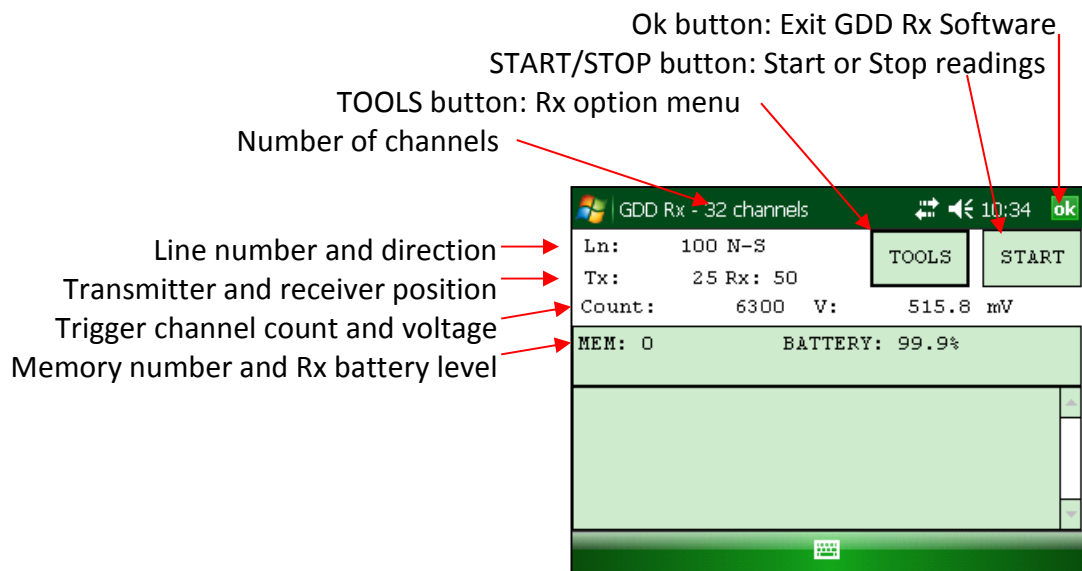 Ok button: Exit GDD Rx Software
START/STOP button: Start or Stop readings
TOOLS button: Rx option menu
Number of channels
GDD Rx - 32 channels 10:34 ok
Line number and direction
Ln: 100 N-S
TOOLS
START
Transmitter and receiver position
Tx: 25 Rx: 50
Trigger channel count and voltage
Count: 6300 V: 515.8 mV
Memory number and Rx battery level
MEM: 0 BATTERY: 99.9%